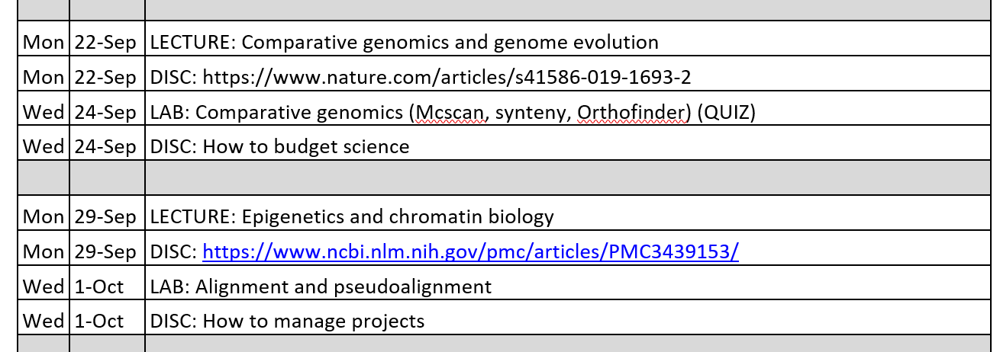 Mon 22-Sep LECTURE: Comparative genomics and genome evolution
Mon 22-Sep DISC: https://www.nature.com/articles/s41586-019-1693-2
Wed 24-Sep LAB: Comparative genomics (Mcscan, synteny, Orthofinder) (QUIZ)
Wed 24-Sep DISC: How to budget science
Mon 29-Sep LECTURE: Epigenetics and chromatin biology
Mon 29-Sep DISC: https://www.ncbi.nlm.nih.gov/pmc/articles/PMC3439153/
Wed 1-Oct LAB: Alignment and pseudoalignment
Wed 1-Oct DISC: How to manage projects